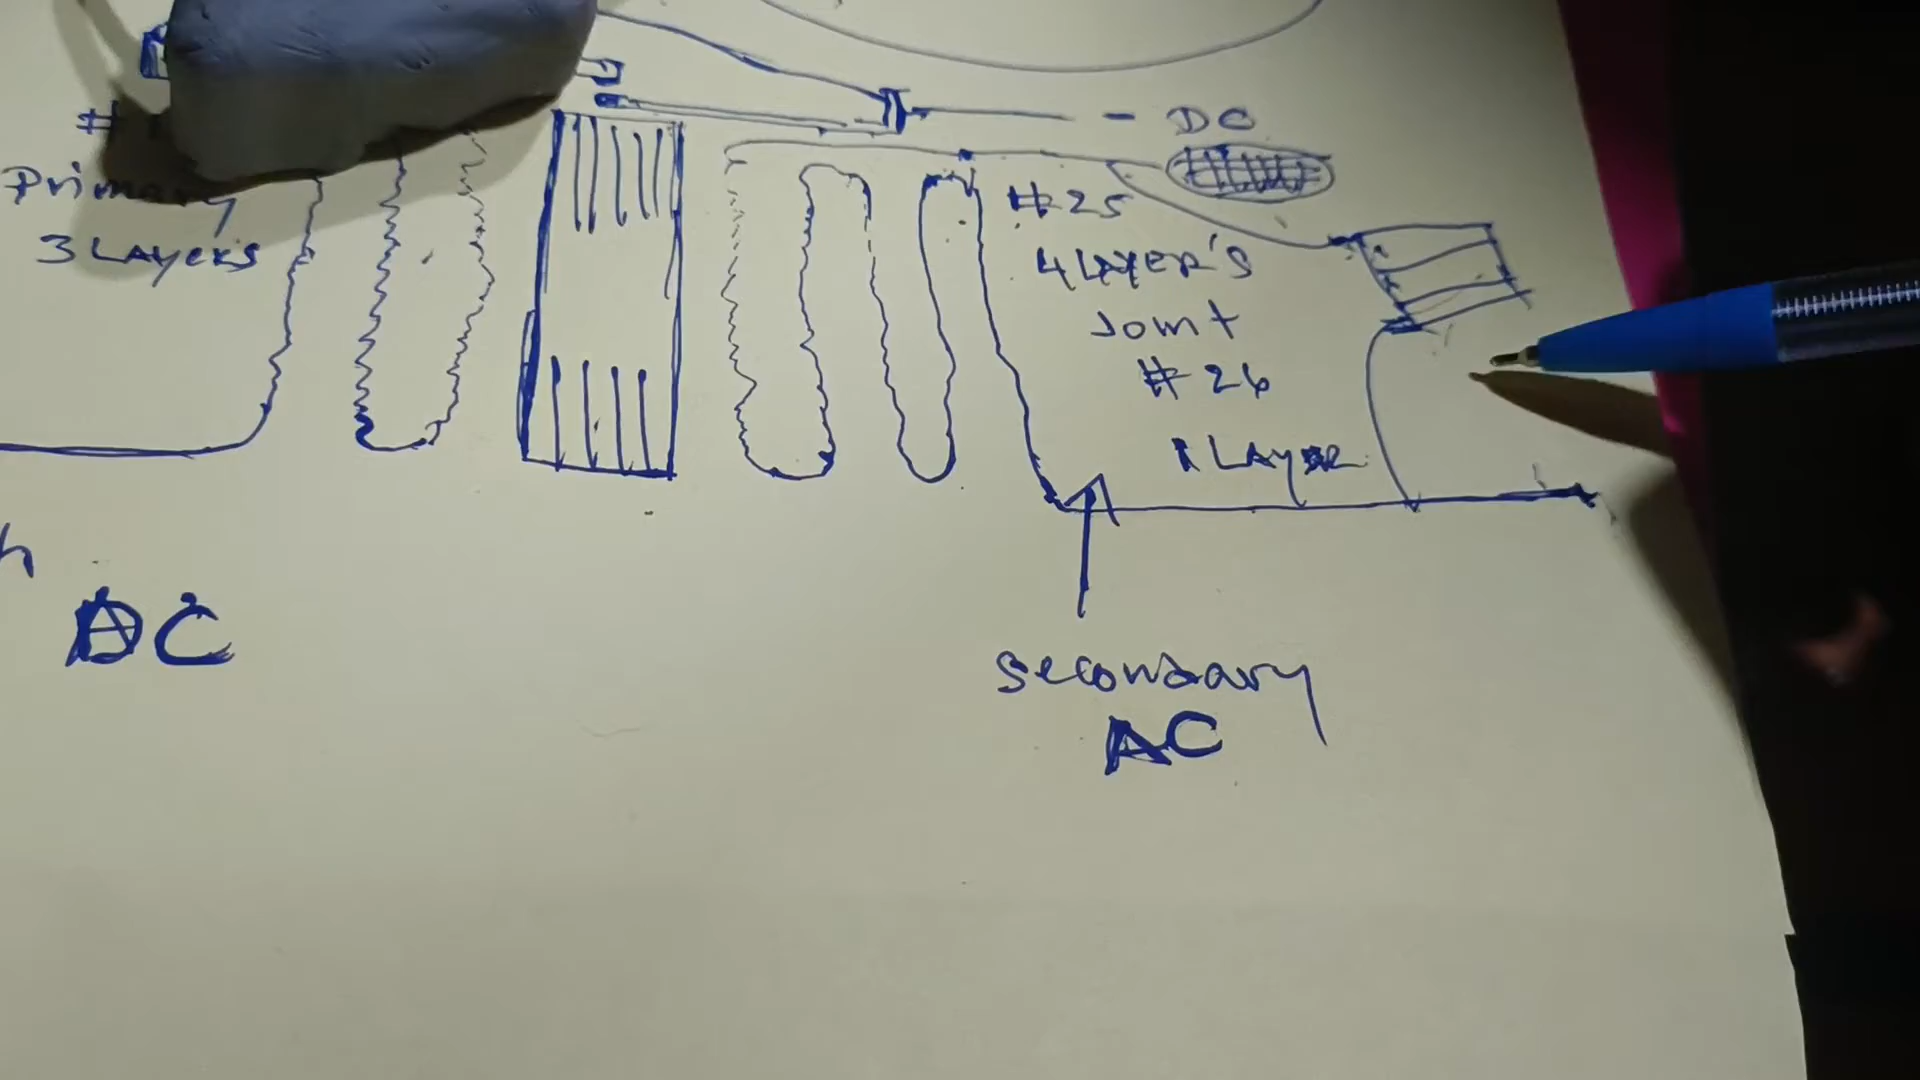 - DC
#
#25
Primary
4 LAYER'S
3 LAYERS
Joint
#26
1 LAYER
DC
secondary
AC